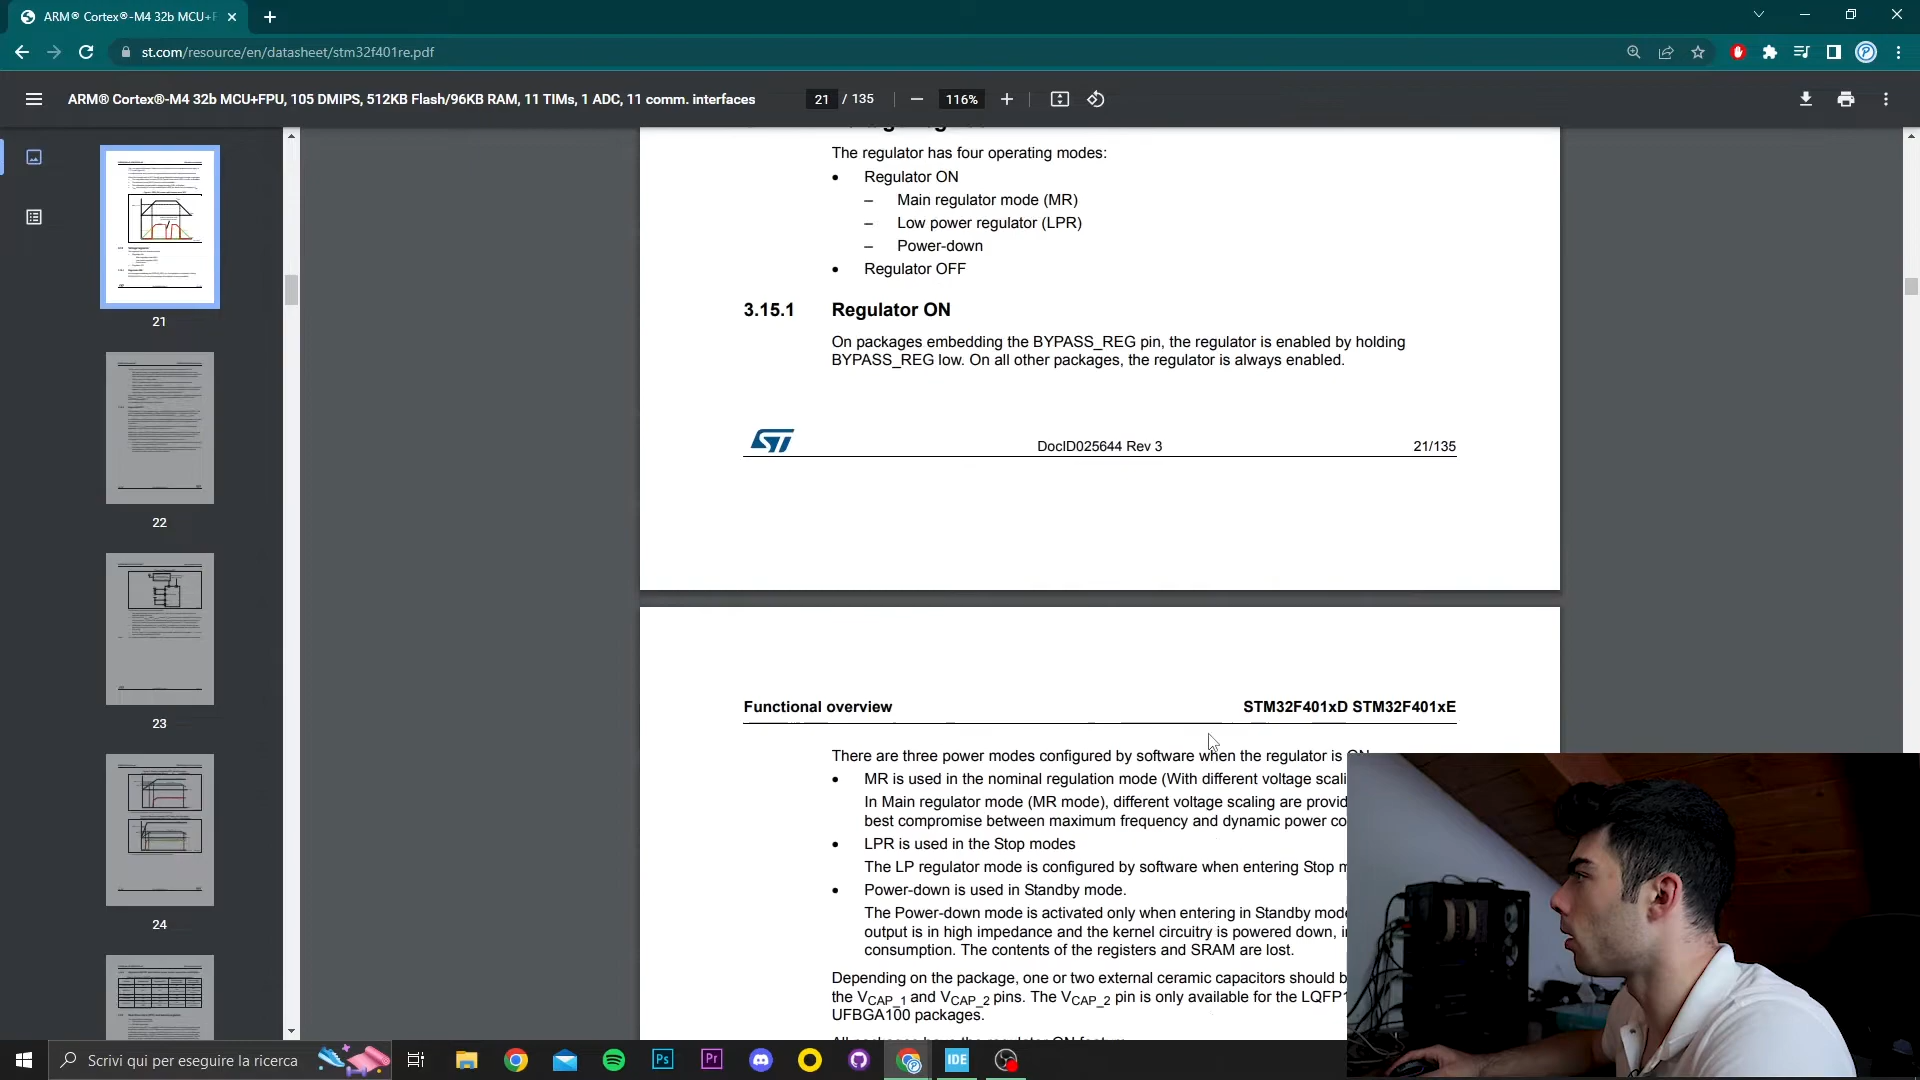 ARM® Cortex®-M4 32b MCU+F
st.com/resource/en/datasheet/stm32f401re.pdf
ARM® Cortex®-M4 32b MCU+FPU, 105 DMIPS, 512KB Flash/96KB RAM, 11 TIMs, 1 ADC, 11 comm. interfaces
21 / 135
116%
The regulator has four operating modes:
• Regulator ON
– Main regulator mode (MR)
– Low power regulator (LPR)
– Power-down
• Regulator OFF
3.15.1 Regulator ON
On packages embedding the BYPASS_REG pin, the regulator is enabled by holding
BYPASS_REG low. On all other packages, the regulator is always enabled.
ST
DocID025644 Rev 3
21/135
Functional overview
STM32F401xD STM32F401xE
There are three power modes configured by software when the regulator is ON
• MR is used in the nominal regulation mode (With different voltage scali
In Main regulator mode (MR mode), different voltage scaling are provid
best compromise between maximum frequency and dynamic power co
• LPR is used in the Stop modes
The LP regulator mode is configured by software when entering Stop m
• Power-down is used in Standby mode.
The Power-down mode is activated only when entering in Standby mode
output is in high impedance and the kernel circuitry is powered down, i
consumption. The contents of the registers and SRAM are lost.
Depending on the package, one or two external ceramic capacitors should b
the VCAP_1 and VCAP_2 pins. The VCAP_2 pin is only available for the LQFP1
UFBGA100 packages.
21
22
23
24
Scrivi qui per eseguire la ricerca
Ps
Pr
IDE